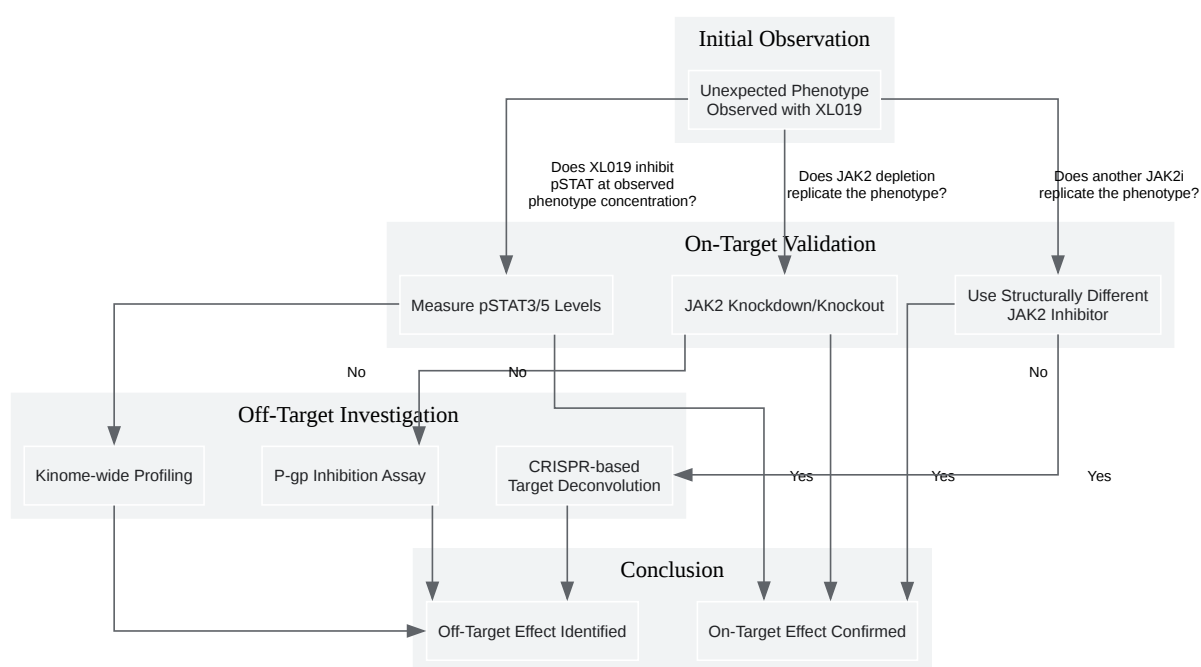 Initial Observation
Unexpected Phenotype
Observed with XL019
Does XL019 inhibit
pSTAT at observed
phenotype concentration?
Does JAK2 depletion
replicate the phenotype?
Does another JAK2i
replicate the phenotype?
On-Target Validation
Measure pSTAT3/5 Levels
JAK2 Knockdown/Knockout
Use Structurally Different
JAK2 Inhibitor
No
No
No
Off-Target Investigation
Kinome-wide Profiling
P-gp Inhibition Assay
CRISPR-based
Target Deconvolution
Yes
Yes
Yes
Conclusion
Off-Target Effect Identified
On-Target Effect Confirmed